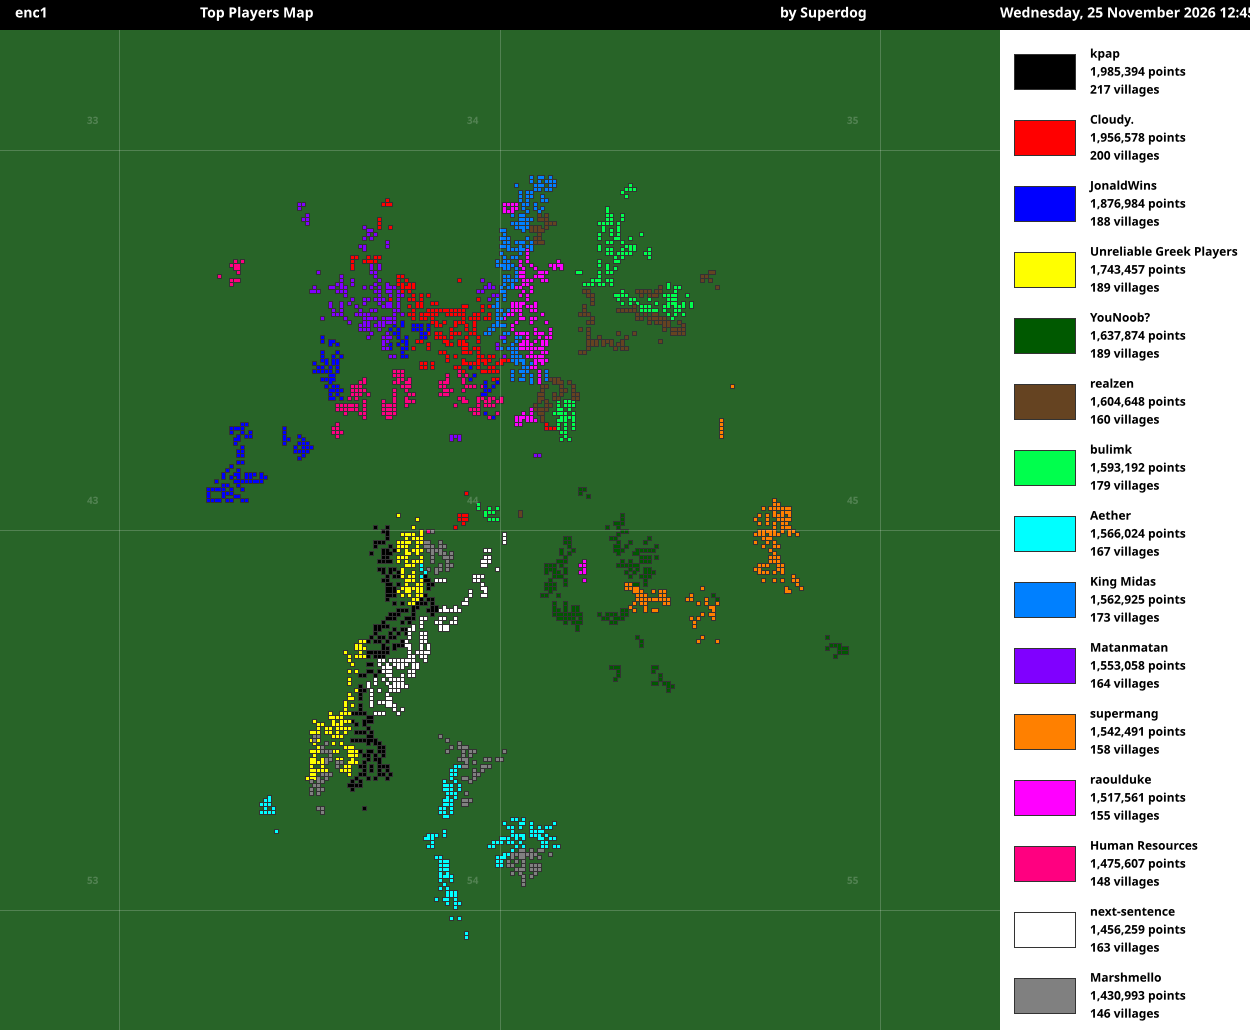 enc1
Top Players Map
by Superdog
Wednesday, 25 November 2026 12:45
33
34
35
43
44
45
53
54
55
kpap
1,985,394 points
217 villages
Cloudy.
1,956,578 points
200 villages
JonaldWins
1,876,984 points
188 villages
Unreliable Greek Players
1,743,457 points
189 villages
YouNoob?
1,637,874 points
189 villages
realzen
1,604,648 points
160 villages
bulimk
1,593,192 points
179 villages
Aether
1,566,024 points
167 villages
King Midas
1,562,925 points
173 villages
Matanmatan
1,553,058 points
164 villages
supermang
1,542,491 points
158 villages
raoulduke
1,517,561 points
155 villages
Human Resources
1,475,607 points
148 villages
next-sentence
1,456,259 points
163 villages
Marshmello
1,430,993 points
146 villages